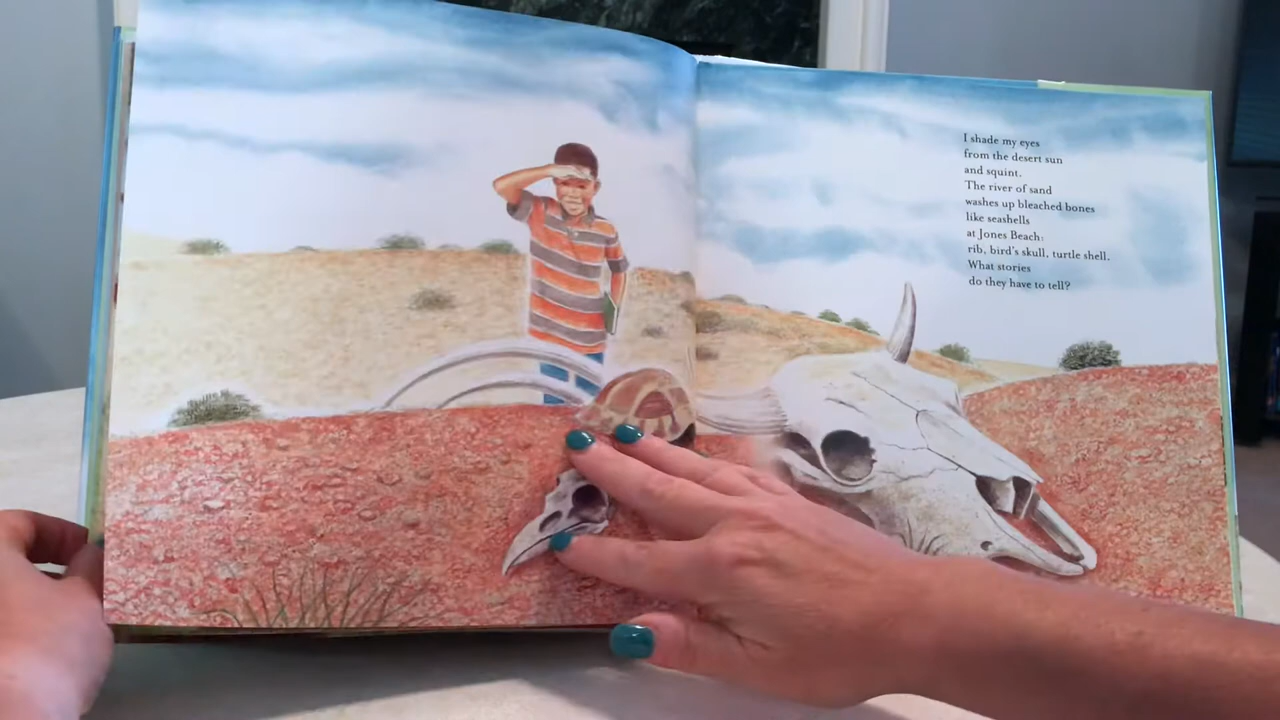 I shade my eyes
from the desert sun
and squint.
The river of sand
washes up bleached bones
like seashells
at Jones Beach:
rib, bird's skull, turtle shell.
What stories
do they have to tell?